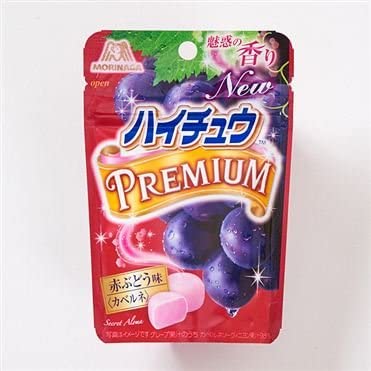 MORINAGA
open
魅惑の
香り
New
ハイチュウ
TM
PREMIUM
赤ぶどう味
〈カベルネ〉
Secret Aroma